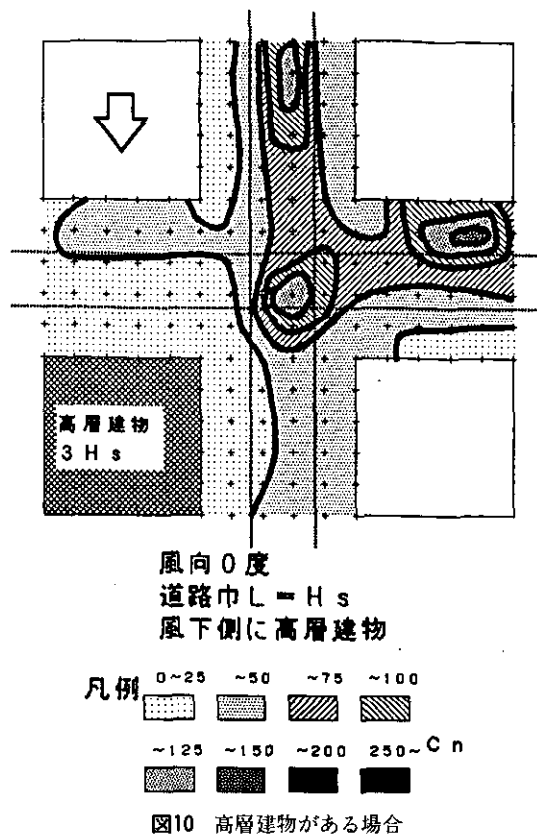 高層建物
3Hs
風向0度
道路巾L=Hs
風下側に高層建物
凡例 0~25 ~50 ~75 ~100
~125 ~150 ~200 250~ Cn
図10 高層建物がある場合